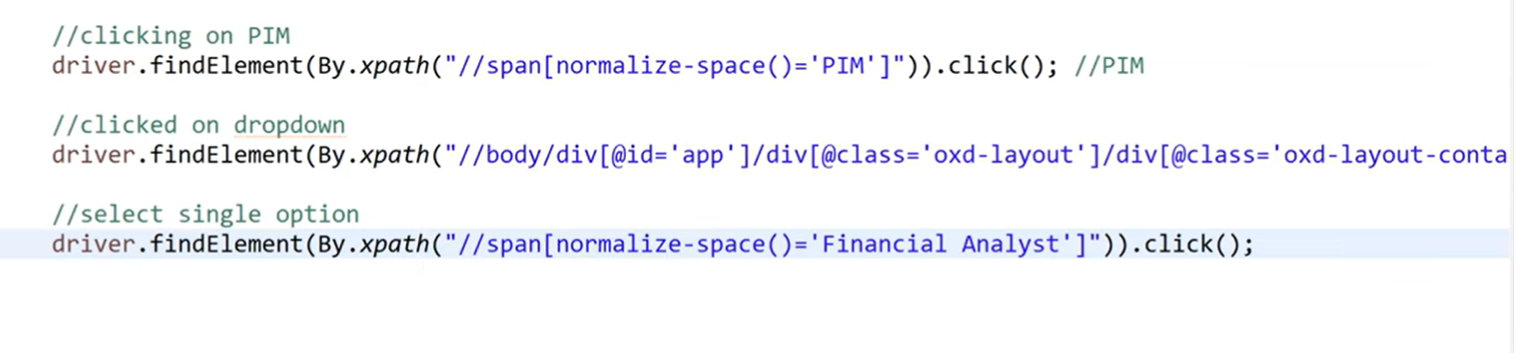 //clicking on PIM
driver.findElement(By.xpath("//span[normalize-space()='PIM']")).click(); //PIM
//clicked on dropdown
driver.findElement(By.xpath("//body/div[@id='app']/div[@class='oxd-layout']/div[@class='oxd-layout-conta
//select single option
driver.findElement(By.xpath("//span[normalize-space()='Financial Analyst']")).click();